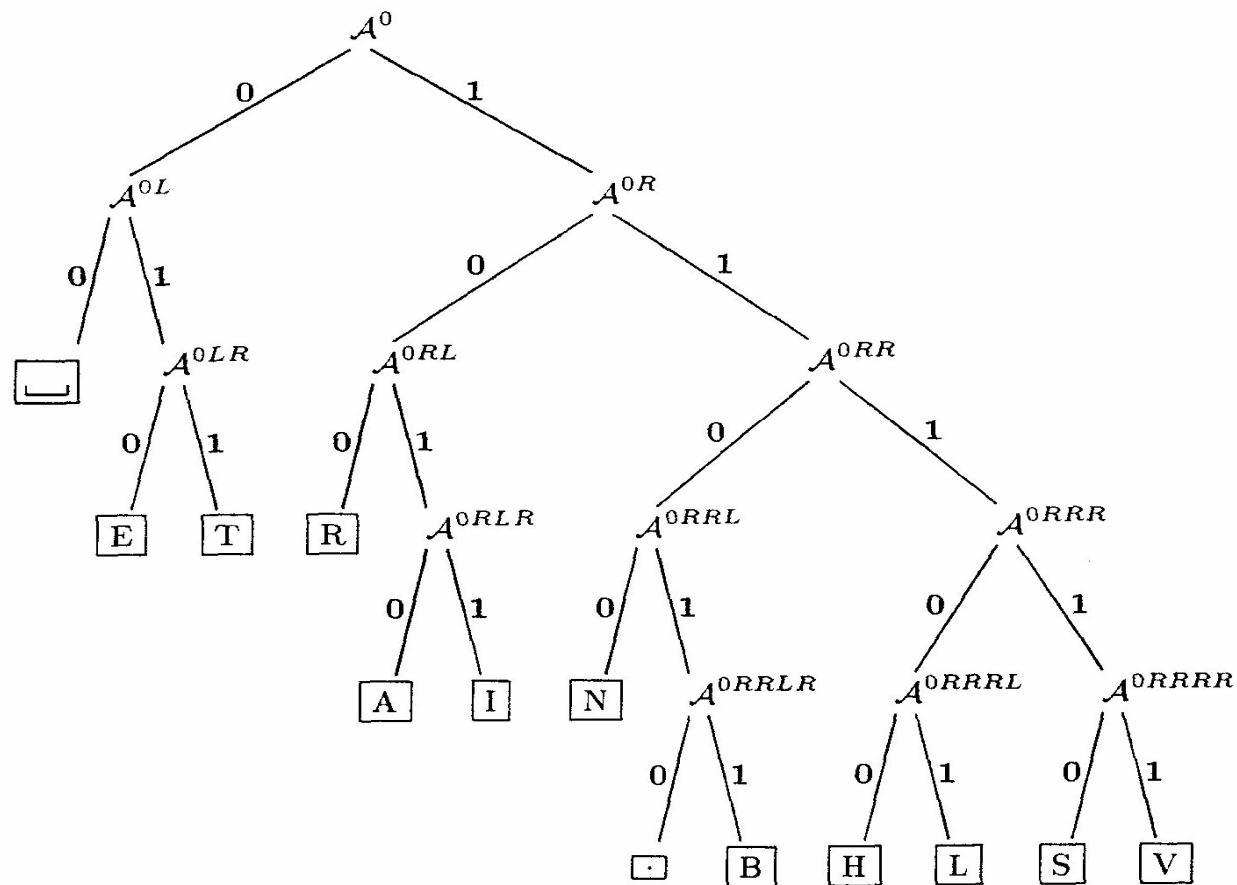 𝒜^0
0 1
𝒜^{0L} 𝒜^{0R}
0 1 0 1
␣ 𝒜^{0LR} 𝒜^{0RL} 𝒜^{0RR}
0 1 0 1 0 1
E T R 𝒜^{0RLR} 𝒜^{0RRL} 𝒜^{0RRR}
0 1 0 1 0 1
A I N 𝒜^{0RRLR} 𝒜^{0RRRL} 𝒜^{0RRRR}
0 1 0 1 0 1
· B H L S V